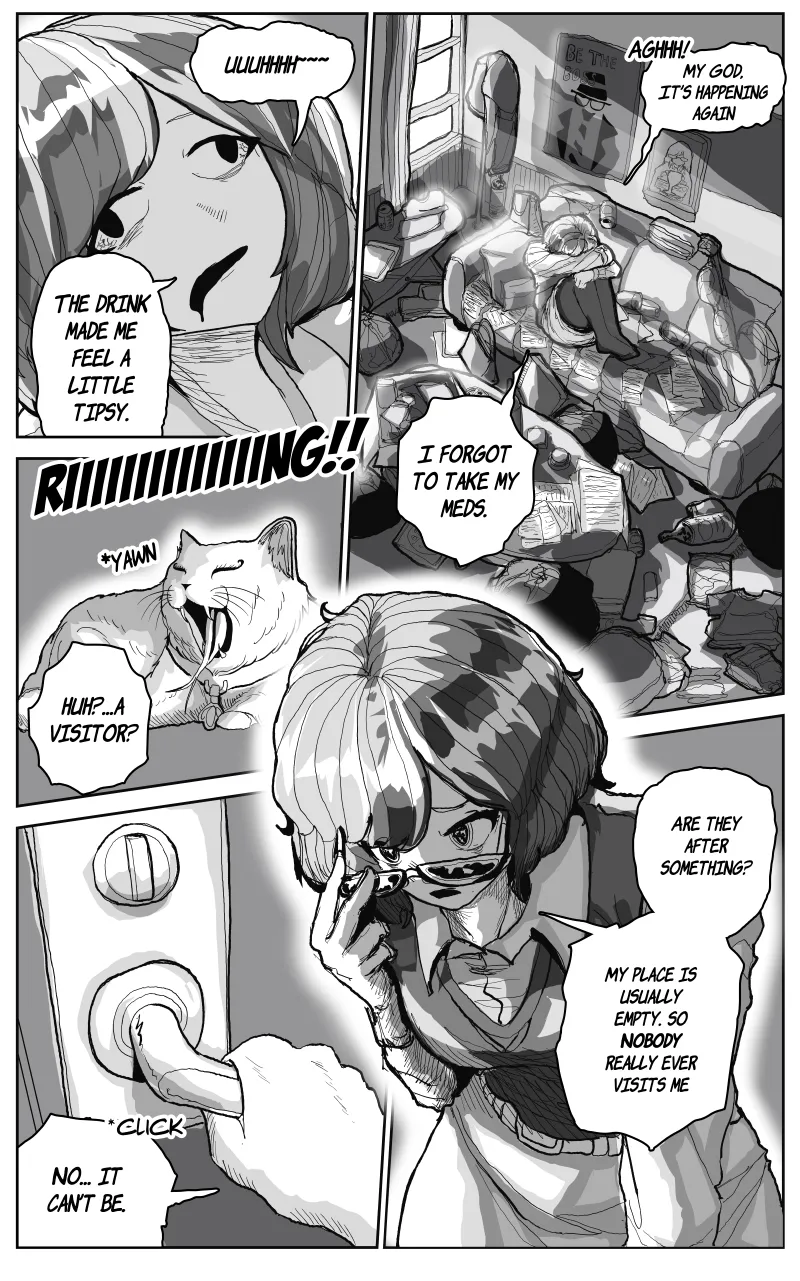 UUUHHHH~~~
THE DRINK
MADE ME
FEEL A
LITTLE
TIPSY.
BE THE
AGHHH!
MY GOD,
IT'S HAPPENING
AGAIN
I FORGOT
TO TAKE MY
MEDS.
RIIIIIIIIIIIIIING!!
*YAWN
HUH?...A
VISITOR?
ARE THEY
AFTER
SOMETHING?
MY PLACE IS
USUALLY
EMPTY. SO
NOBODY
REALLY EVER
VISITS ME
*CLICK
NO... IT
CAN'T BE.